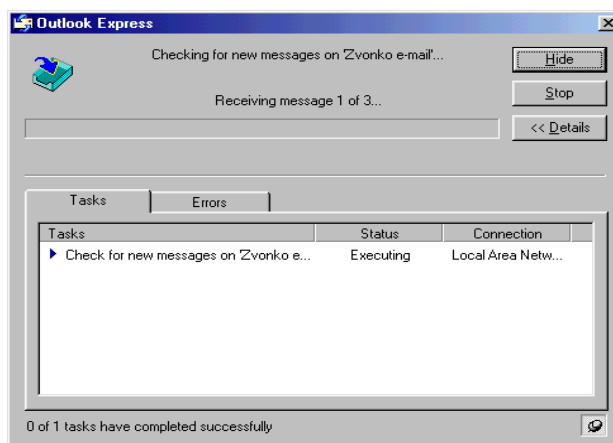 Outlook Express
Checking for new messages on 'Zvonko e-mail'...
Hide
Receiving message 1 of 3...
Stop
<< Details
Tasks Errors
Tasks Status Connection
Check for new messages on 'Zvonko e... Executing Local Area Netw...
0 of 1 tasks have completed successfully